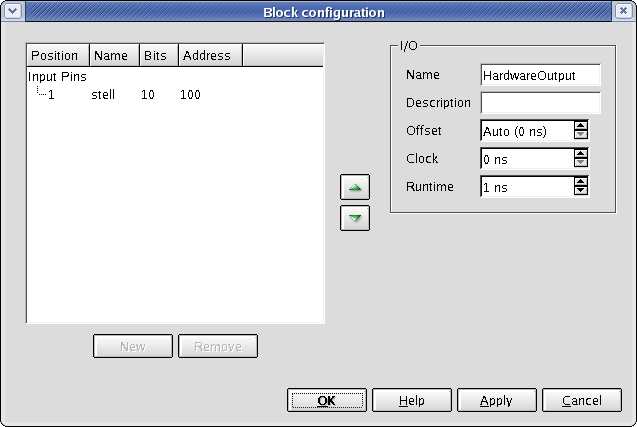 Block configuration
Position Name Bits Address
Input Pins
1 stell 10 100
New Remove
I/O
Name HardwareOutput
Description
Offset Auto (0 ns)
Clock 0 ns
Runtime 1 ns
OK Help Apply Cancel